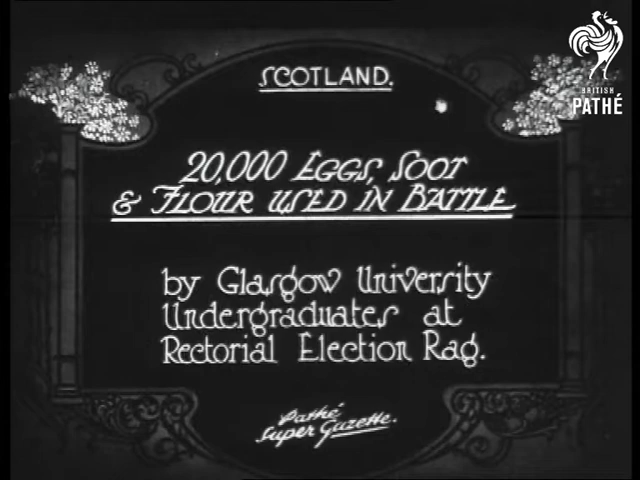 SCOTLAND.
BRITISH
PATHÉ
20,000 EGGS, SOOT
& FLOUR USED IN BATTLE
by Glasgow University
Undergraduates at
Rectorial Election Rag.
Pathé
Super Gazette.